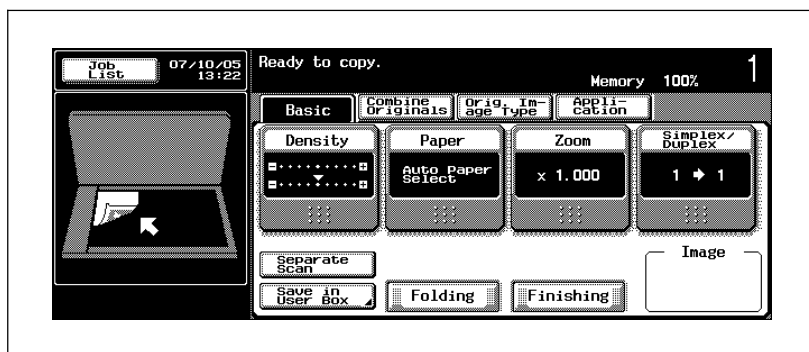 Job
List
07/10/05
13:22
Ready to copy.
Memory 100%
1
Basic
Combine
Originals
Orig. Im-
age Type
Appli-
cation
Density
Paper
Zoom
Simplex/
Duplex
Auto Paper
Select
× 1.000
1 ➔ 1
Separate
Scan
Save in
User Box
Folding
Finishing
Image